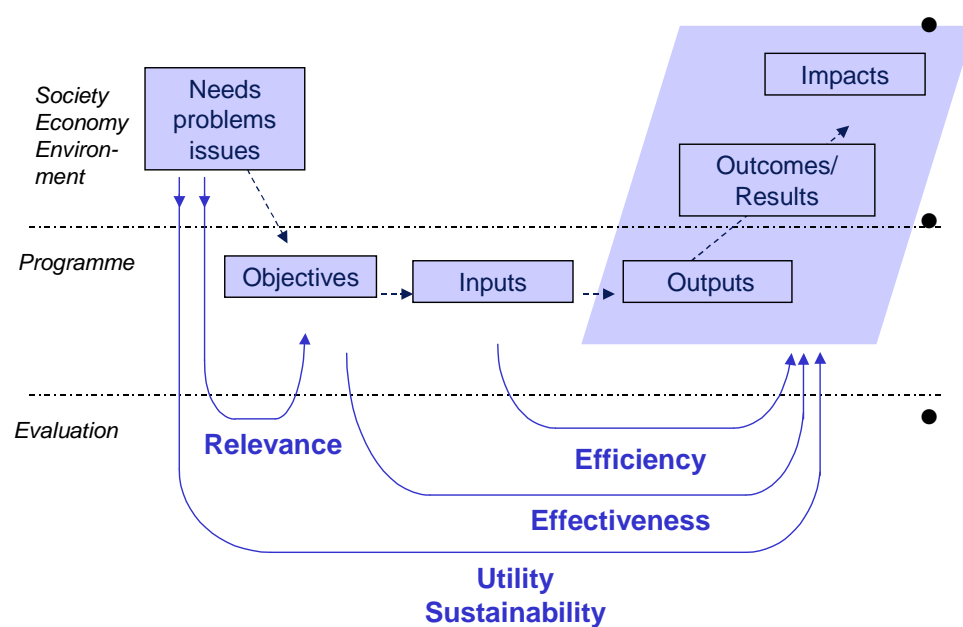 Society
Economy
Environ-
ment
Needs
problems
issues
Impacts
Outcomes/
Results
Programme
Objectives
Inputs
Outputs
Evaluation
Relevance
Efficiency
Effectiveness
Utility
Sustainability